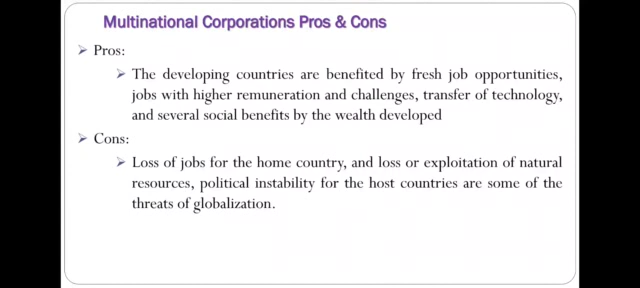 Multinational Corporations Pros & Cons
Pros:
The developing countries are benefited by fresh job opportunities,
jobs with higher remuneration and challenges, transfer of technology,
and several social benefits by the wealth developed
Cons:
Loss of jobs for the home country, and loss or exploitation of natural
resources, political instability for the host countries are some of the
threats of globalization.